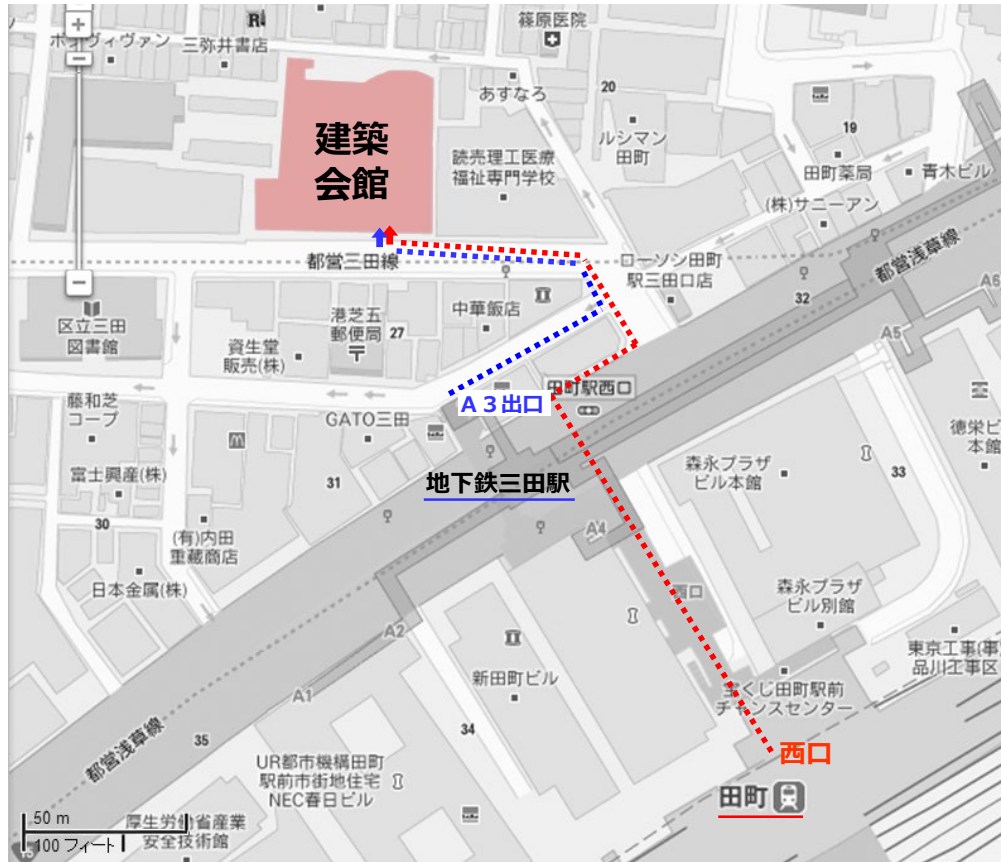 篠原医院
ボナヴィヴァン
三弥井書店
あすなろ
20
ルシマン
田町
19
建築
会館
読売理工医療
福祉専門学校
田町薬局
青木ビル
(株)サニーアン
都営三田線
ローソン田町
駅三田口店
都営浅草線
32
A6
A5
区立三田
図書館
港芝五
郵便局
27
中華飯店
資生堂
販売(株)
田町駅西口
A3出口
藤和芝
コープ
GATO三田
徳栄ビ
本館
富士興産(株)
31
地下鉄三田駅
森永プラザ
ビル本館
33
30
(有)内田
重蔵商店
A4
日本金属(株)
西口
森永プラザ
ビル別館
A2
新田町ビル
東京工事(事
品川工事区
宝くじ田町駅前
チャンスセンター
A1
34
35
都営浅草線
西口
UR都市機構田町
駅前市街地住宅
NEC春日ビル
田町
50 m
100 フィート
厚生労働省産業
安全技術館
15